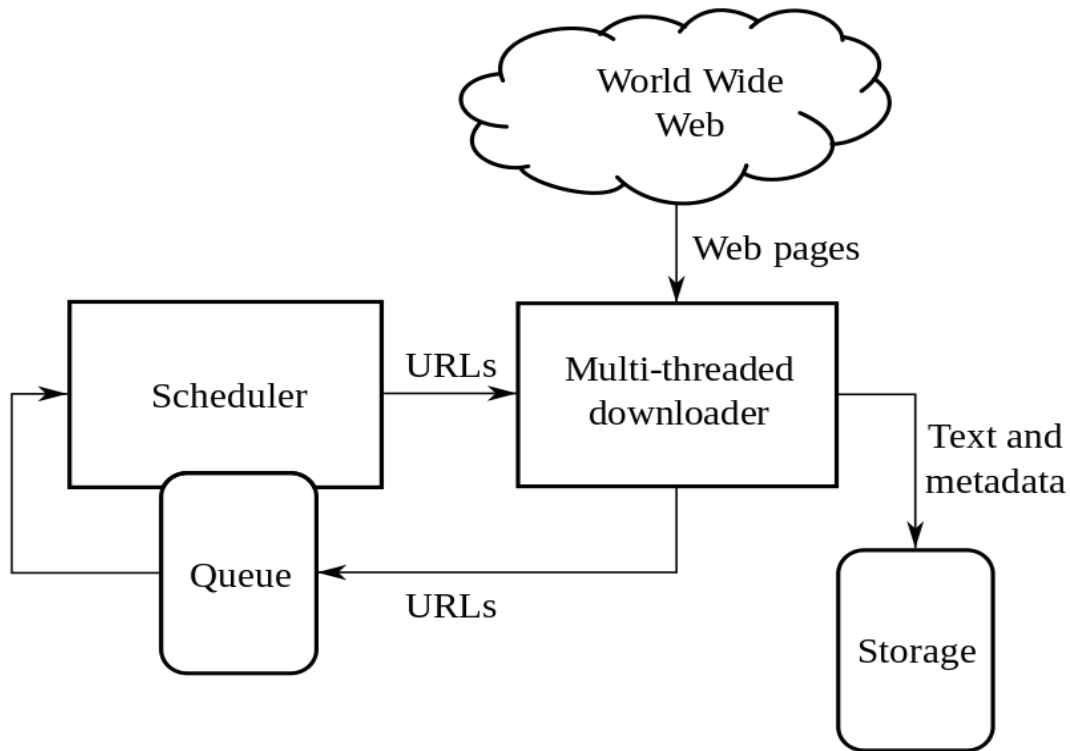 World Wide
Web
Web pages
Scheduler
URLs
Multi-threaded
downloader
Text and
metadata
Queue
URLs
Storage